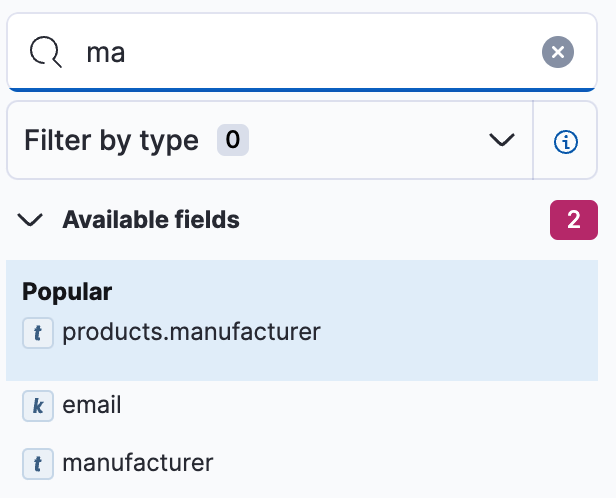 ma
Filter by type 0
Available fields 2
Popular
t products.manufacturer
k email
t manufacturer